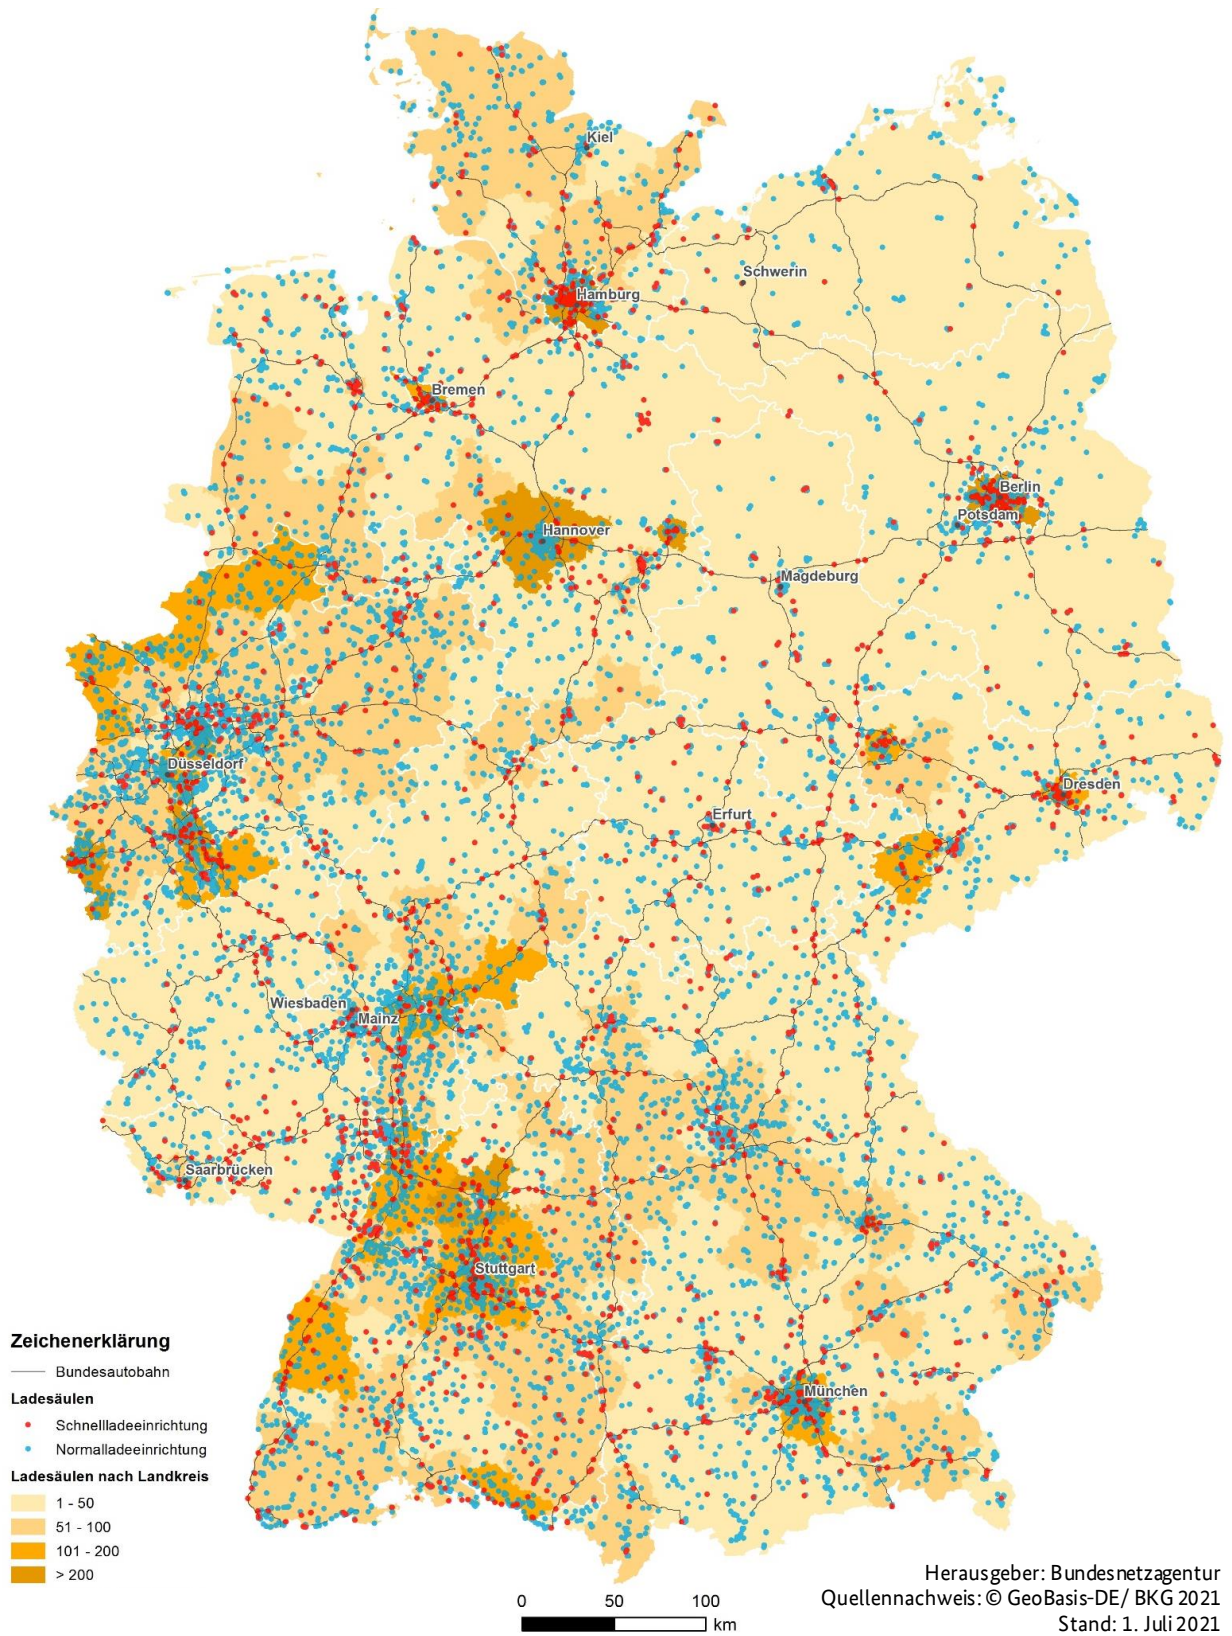 Kiel
Schwerin
Hamburg
Bremen
Berlin
Potsdam
Hannover
Magdeburg
Düsseldorf
Dresden
Erfurt
Wiesbaden
Mainz
Saarbrücken
Stuttgart
München
Zeichenerklärung
Bundesautobahn
Ladesäulen
Schnellladeeinrichtung
Normalladeeinrichtung
Ladesäulen nach Landkreis
1 - 50
51 - 100
101 - 200
> 200
0 50 100
km
Herausgeber: Bundesnetzagentur
Quellennachweis: © GeoBasis-DE/ BKG 2021
Stand: 1. Juli 2021